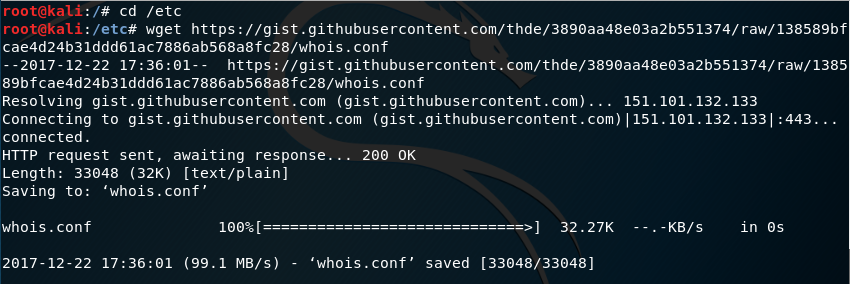 root@kali:/# cd /etc
root@kali:/etc# wget https://gist.githubusercontent.com/thde/3890aa48e03a2b551374/raw/138589bf
cae4d24b31ddd61ac7886ab568a8fc28/whois.conf
--2017-12-22 17:36:01--  https://gist.githubusercontent.com/thde/3890aa48e03a2b551374/raw/1385
89bfcae4d24b31ddd61ac7886ab568a8fc28/whois.conf
Resolving gist.githubusercontent.com (gist.githubusercontent.com)... 151.101.132.133
Connecting to gist.githubusercontent.com (gist.githubusercontent.com)|151.101.132.133|:443...
connected.
HTTP request sent, awaiting response... 200 OK
Length: 33048 (32K) [text/plain]
Saving to: ‘whois.conf’
whois.conf              100%[=============================>]  32.27K  --.-KB/s    in 0s
2017-12-22 17:36:01 (99.1 MB/s) - ‘whois.conf’ saved [33048/33048]